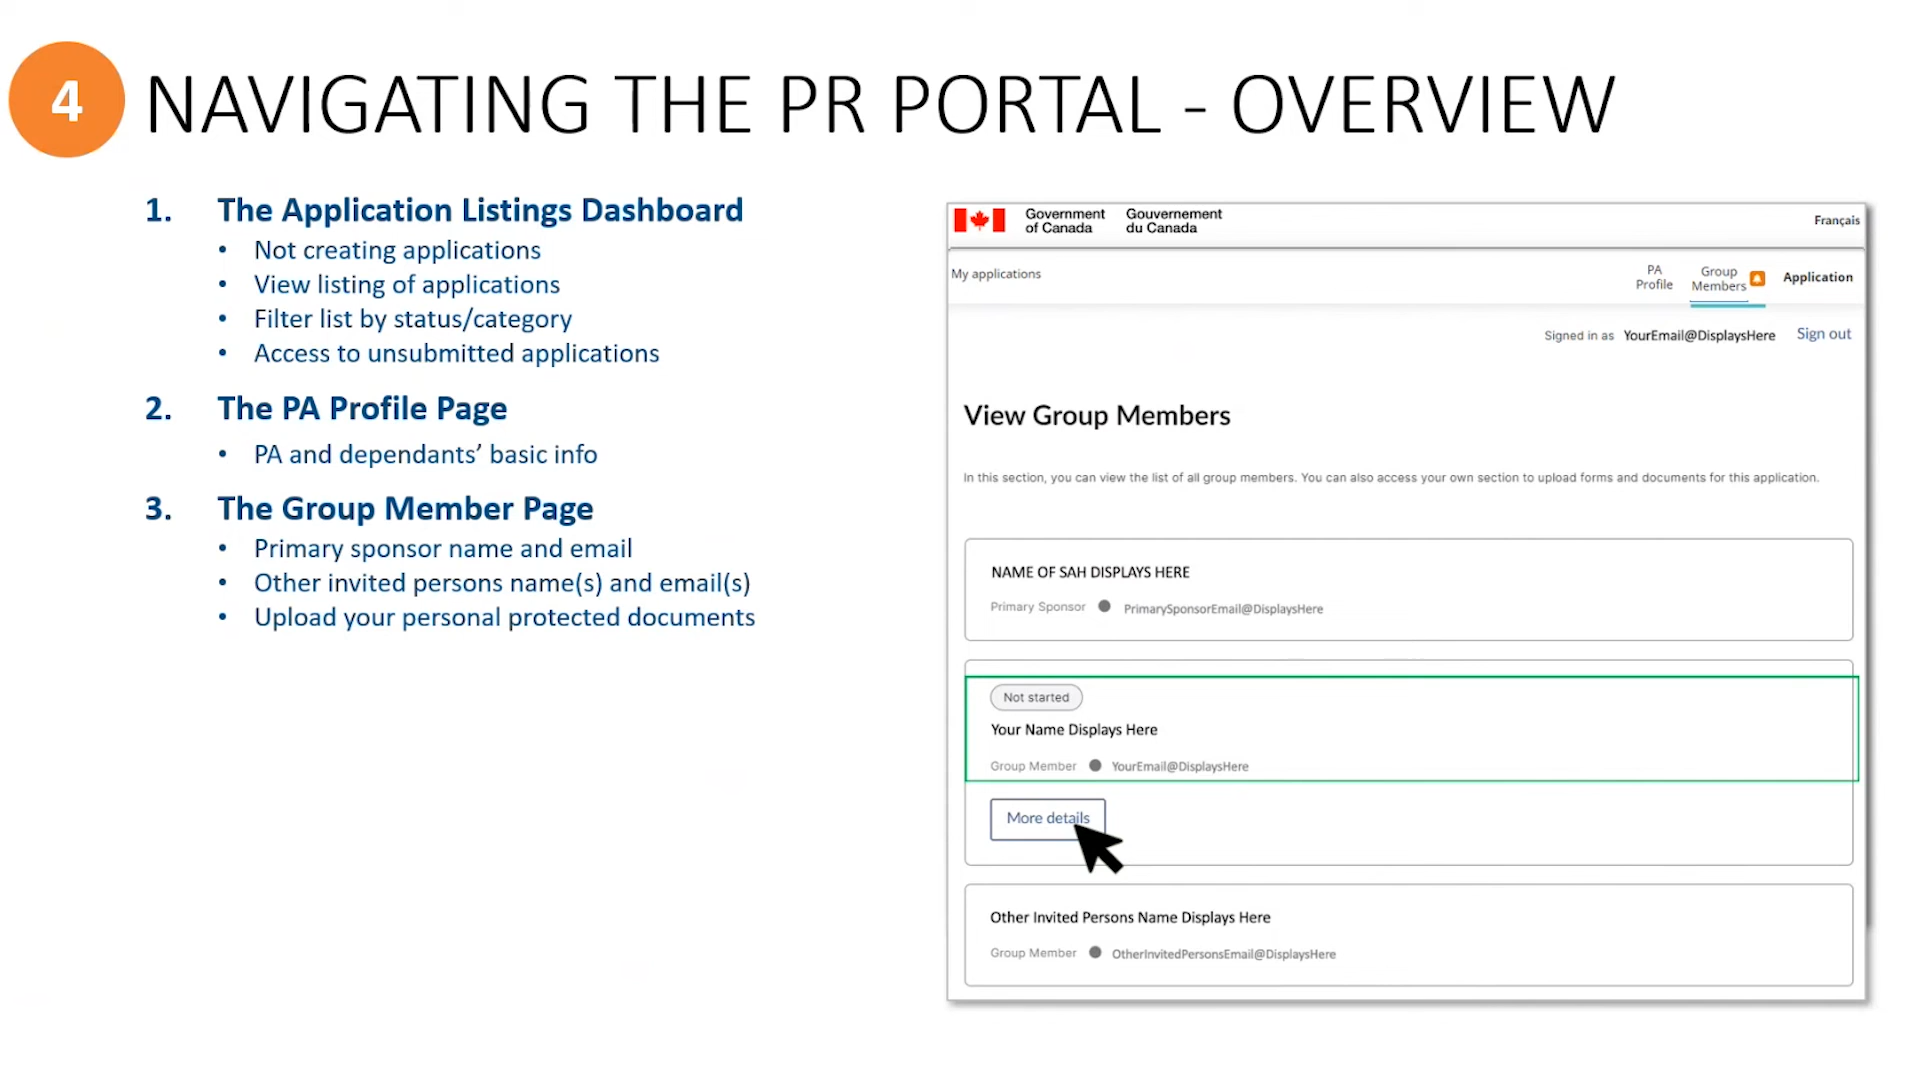 4
NAVIGATING THE PR PORTAL - OVERVIEW
1. The Application Listings Dashboard
• Not creating applications
• View listing of applications
• Filter list by status/category
• Access to unsubmitted applications
2. The PA Profile Page
• PA and dependants’ basic info
3. The Group Member Page
• Primary sponsor name and email
• Other invited persons name(s) and email(s)
• Upload your personal protected documents
Government of Canada
Gouvernement du Canada
Français
My applications
PA Profile
Group Members
Application
Signed in as YourEmail@DisplaysHere Sign out
View Group Members
In this section, you can view the list of all group members. You can also access your own section to upload forms and documents for this application.
NAME OF SAH DISPLAYS HERE
Primary Sponsor ● PrimarySponsorEmail@DisplaysHere
Not started
Your Name Displays Here
Group Member ● YourEmail@DisplaysHere
More details
Other Invited Persons Name Displays Here
Group Member ● OtherInvitedPersonsEmail@DisplaysHere